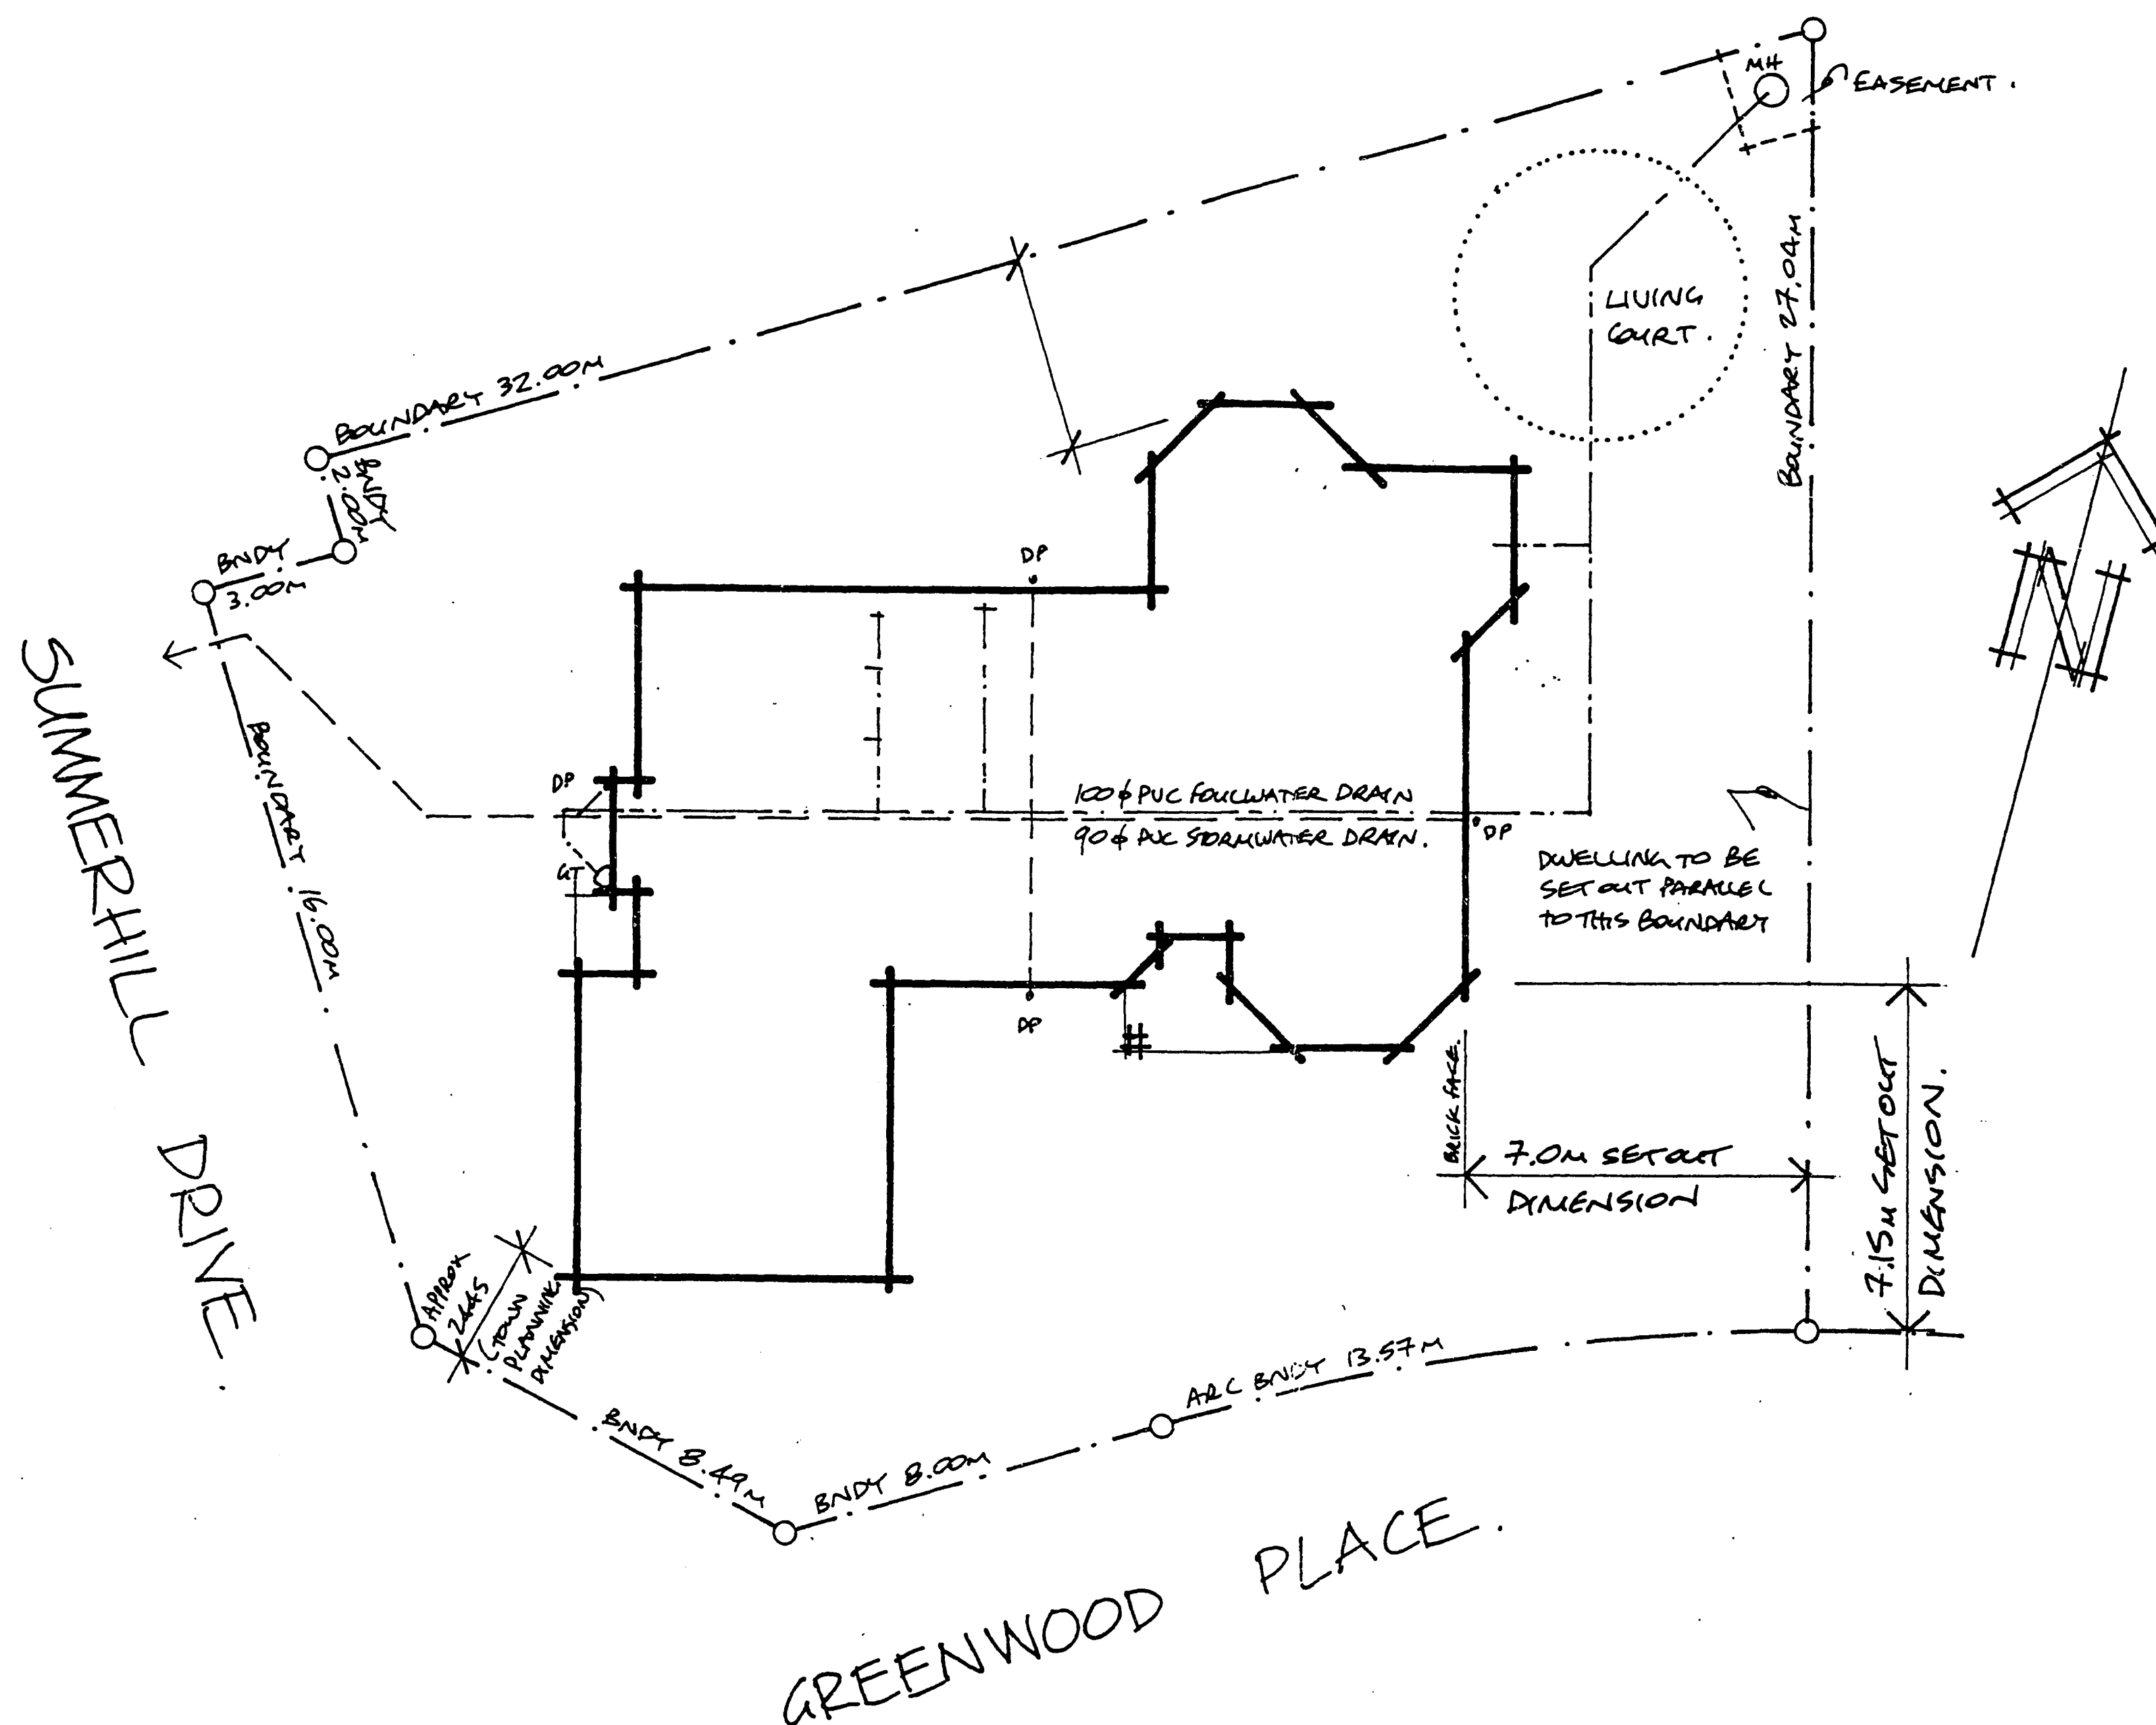 MH
EASEMENT.
LIVING
COURT.
BOUNDARY 27.04M
BOUNDARY 32.00M
BNDY
2.00M
BNDY
3.00M
N
DP
SUMMERHILL DRIVE.
BOUNDARY 16.00M
DP
100ϕ PVC FOULWATER DRAIN
90ϕ PVC STORMWATER DRAIN.
DP
GT
DWELLING TO BE
SET OUT PARALLEL
TO THIS BOUNDARY
DP
BRICK FACE.
7.0M SETOUT
DIMENSION
7.15M SETOUT
DIMENSION.
APPROX
2445
(TOWN
PLANNING
DIMENSION)
BNDY 8.49M
BNDY 8.00M
ARC BNDY 13.57M
GREENWOOD PLACE.